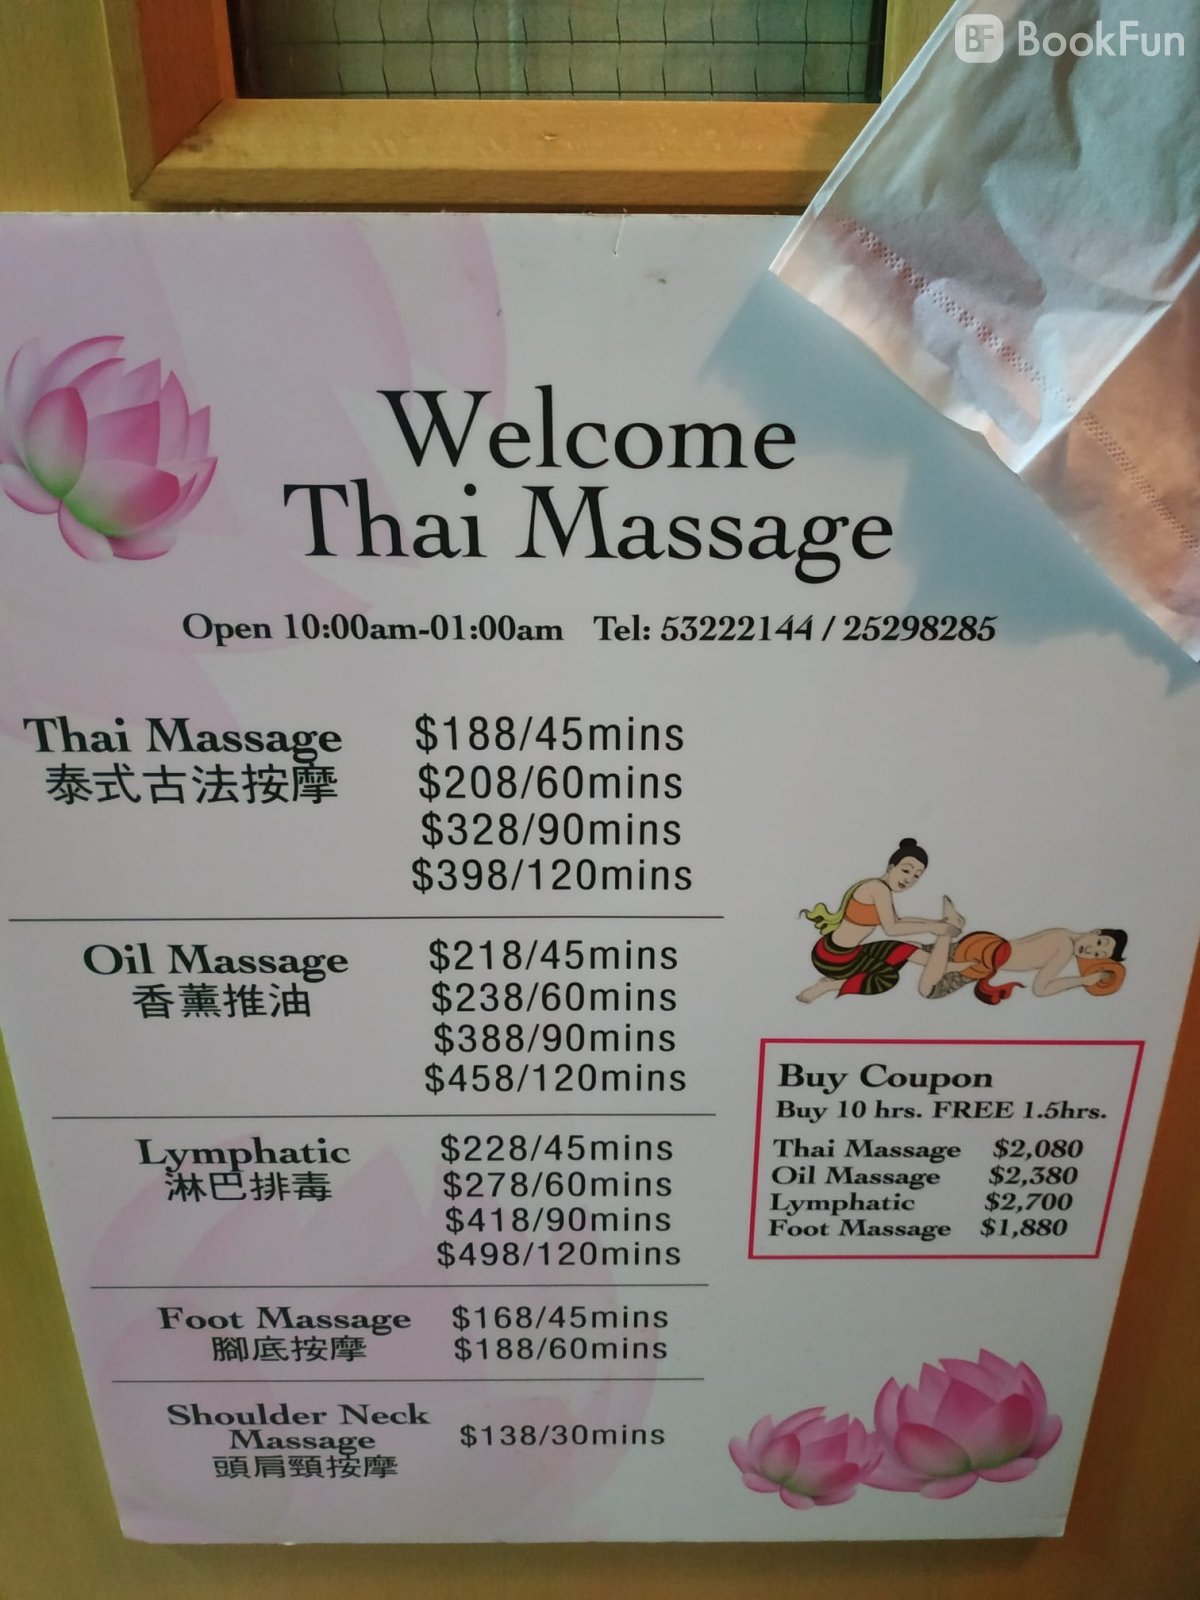 BF BookFun
Welcome
Thai Massage
Open 10:00am-01:00am Tel: 53222144 / 25298285
Thai Massage
泰式古法按摩
$188/45mins
$208/60mins
$328/90mins
$398/120mins
Oil Massage
香薰推油
$218/45mins
$238/60mins
$388/90mins
$458/120mins
Lymphatic
淋巴排毒
$228/45mins
$278/60mins
$418/90mins
$498/120mins
Foot Massage
腳底按摩
$168/45mins
$188/60mins
Shoulder Neck
Massage
頭肩頸按摩
$138/30mins
Buy Coupon
Buy 10 hrs. FREE 1.5hrs.
Thai Massage $2,080
Oil Massage $2,380
Lymphatic $2,700
Foot Massage $1,880